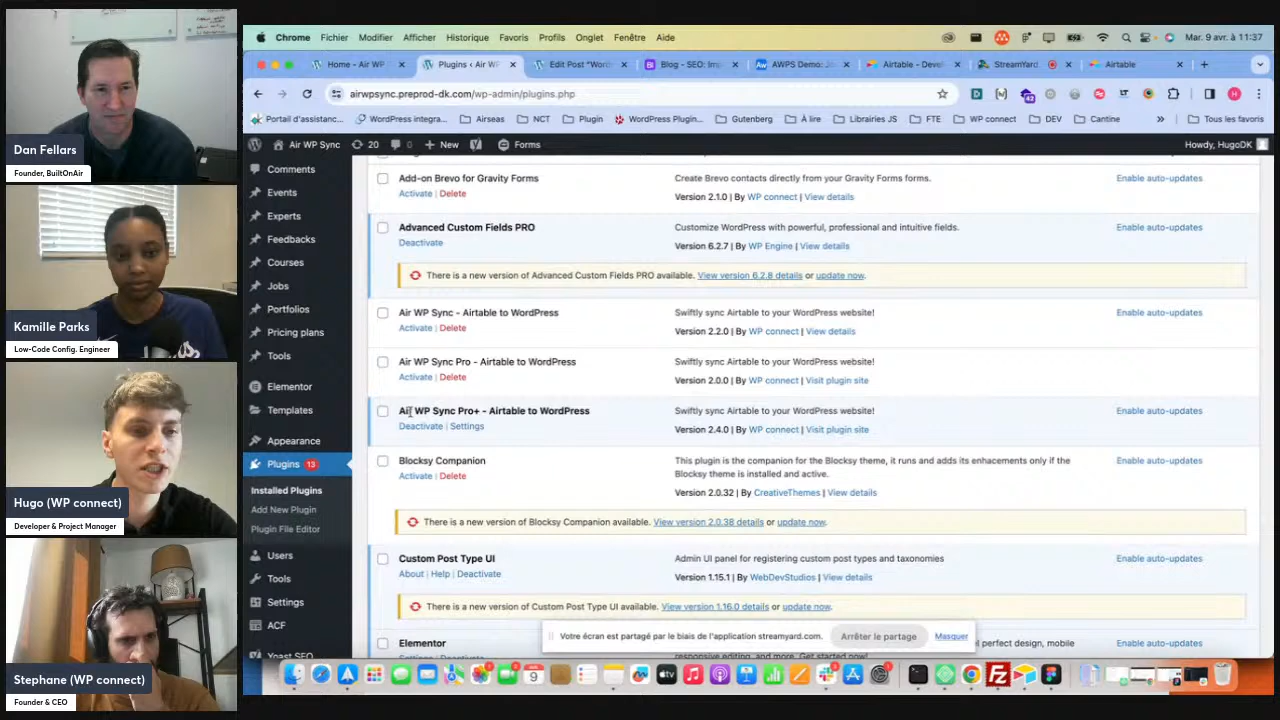 Chrome Fichier Modifier Afficher Historique Favoris Profils Onglet Fenêtre Aide
Mar. 9 avr à 11:37
Home - Air WP
Plugins ‹ Air W
Edit Post "Wor
Blog - SEO: Im
AWPS Demo: J
Airtable - Deve
StreamYard
Airtable
airwpsync.preprod-dk.com/wp-admin/plugins.php
Portail d'assistanc...
WordPress integra...
Airseas
NCT
Plugin
WordPress Plugin...
Gutenberg
À lire
Librairies JS
FTE
WP connect
DEV
Cantine
Tous les favoris
Air WP Sync
20
0
New
Forms
Howdy, HugoDK
Comments
Events
Experts
Feedbacks
Courses
Jobs
Portfolios
Pricing plans
Tools
Elementor
Templates
Appearance
Plugins 13
Installed Plugins
Add New Plugin
Plugin File Editor
Users
Tools
Settings
ACF
Yoast SEO
Add-on Brevo for Gravity Forms
Activate | Delete
Create Brevo contacts directly from your Gravity Forms forms.
Version 2.1.0 | By WP connect | View details
Enable auto-updates
Advanced Custom Fields PRO
Deactivate
Customize WordPress with powerful, professional and intuitive fields.
Version 6.2.7 | By WP Engine | View details
Enable auto-updates
There is a new version of Advanced Custom Fields PRO available. View version 6.2.8 details or update now.
Air WP Sync - Airtable to WordPress
Activate | Delete
Swiftly sync Airtable to your WordPress website!
Version 2.2.0 | By WP connect | View details
Enable auto-updates
Air WP Sync Pro - Airtable to WordPress
Activate | Delete
Swiftly sync Airtable to your WordPress website!
Version 2.0.0 | By WP connect | Visit plugin site
Enable auto-updates
Air WP Sync Pro+ - Airtable to WordPress
Deactivate | Settings
Swiftly sync Airtable to your WordPress website!
Version 2.4.0 | By WP connect | Visit plugin site
Enable auto-updates
Blocksy Companion
Activate | Delete
This plugin is the companion for the Blocksy theme, it runs and adds its enhacements only if the
Blocksy theme is installed and active.
Version 2.0.32 | By CreativeThemes | View details
Enable auto-updates
There is a new version of Blocksy Companion available. View version 2.0.38 details or update now.
Custom Post Type UI
About | Help | Deactivate
Admin UI panel for registering custom post types and taxonomies
Version 1.15.1 | By WebDevStudios | View details
Enable auto-updates
There is a new version of Custom Post Type UI available. View version 1.16.0 details or update now.
Elementor
l perfect design, mobile
Enable auto-updates
Votre écran est partagé par le biais de l'application streamyard.com.
Arrêter le partage
Masquer
Dan Fellars
Founder, BuiltOnAir
Kamille Parks
Low-Code Config. Engineer
Hugo (WP connect)
Developer & Project Manager
Stephane (WP connect)
Founder & CEO